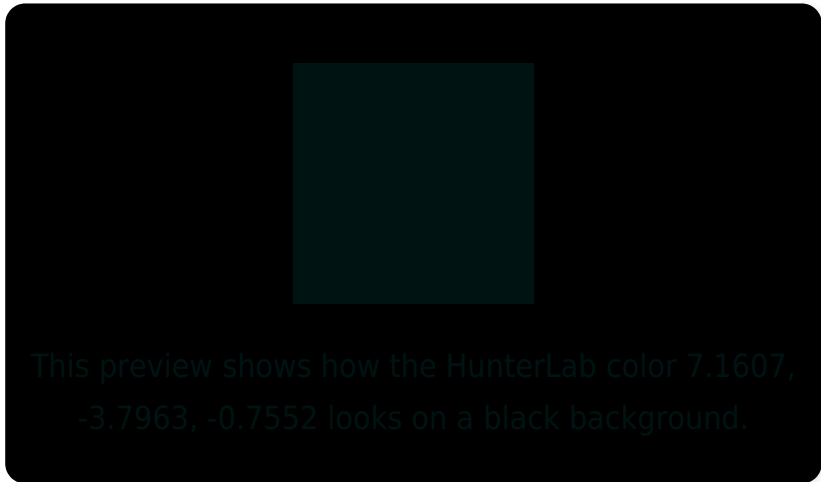 This preview shows how the HunterLab color 7.1607,
-3.7963, -0.7552 looks on a black background.